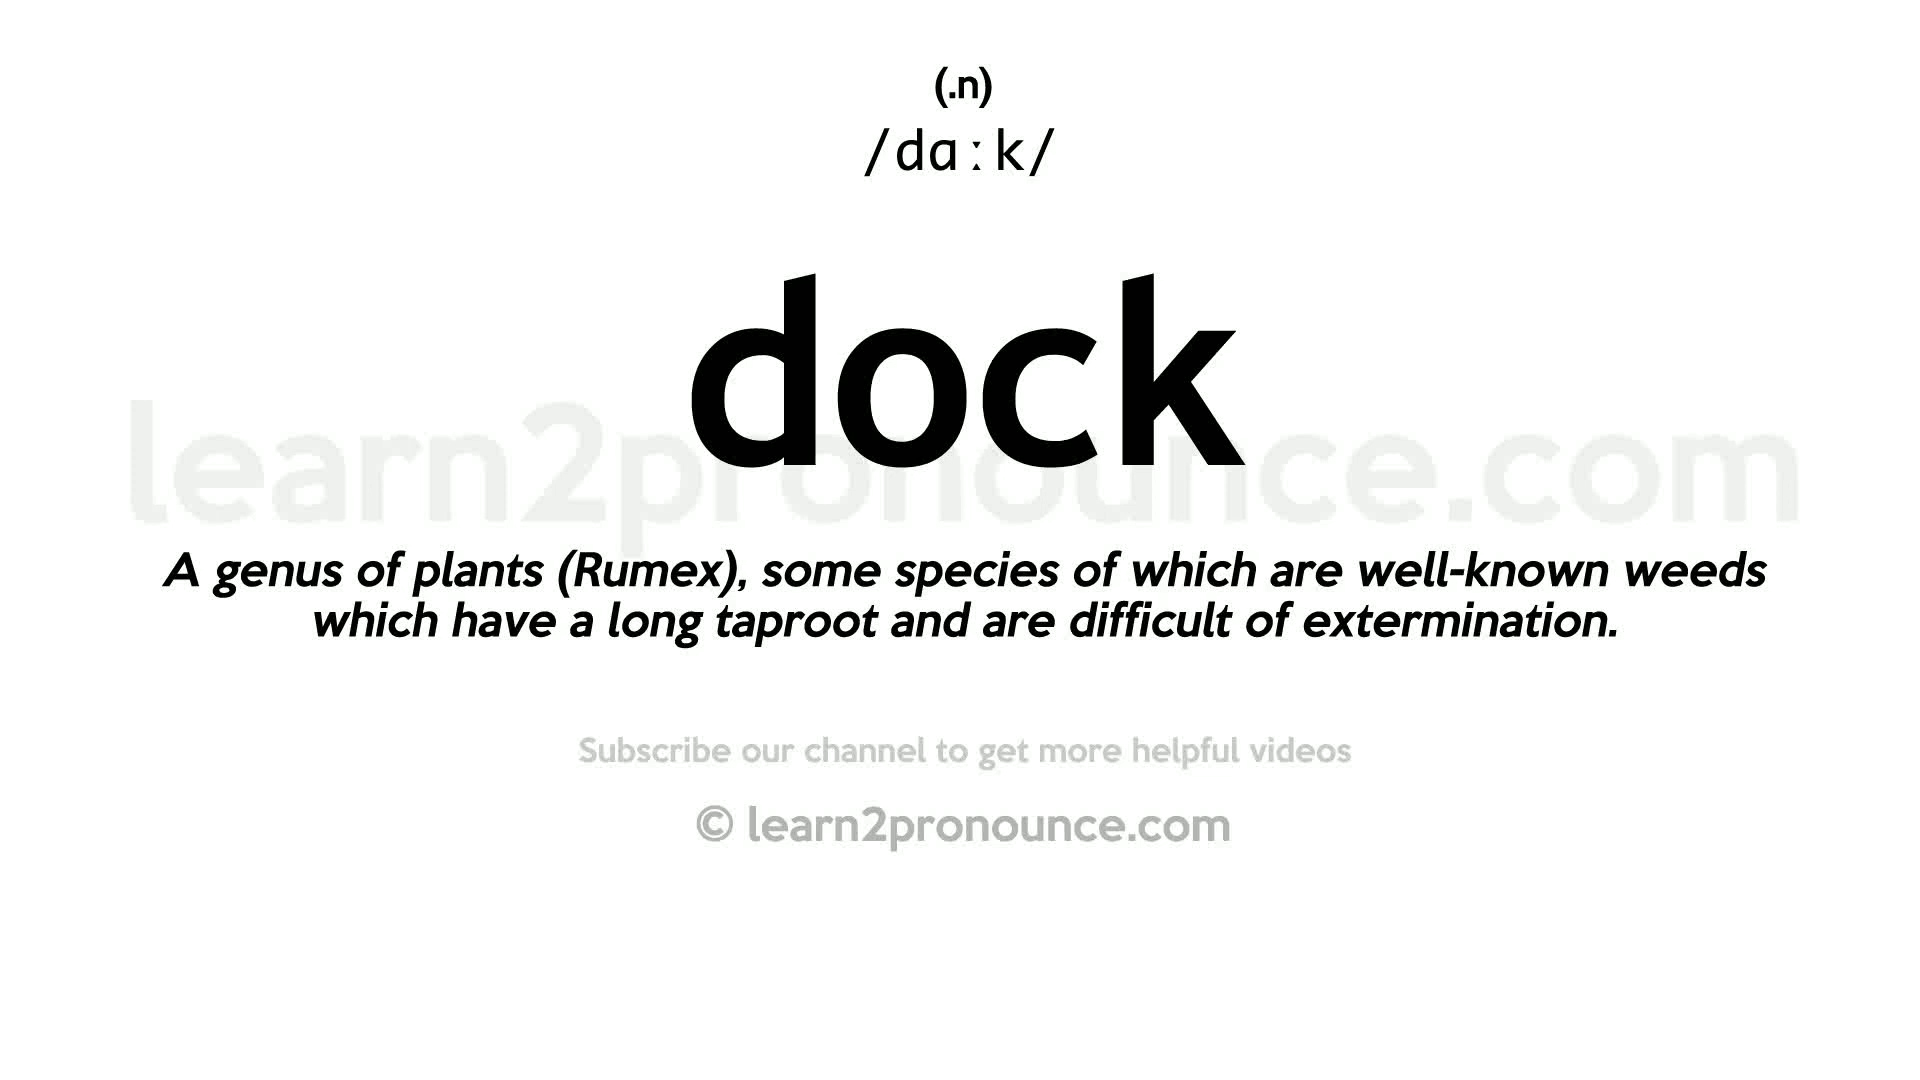 (.n)
/dɑːk/
dock
learn2pronounce.com
A genus of plants (Rumex), some species of which are well-known weeds
which have a long taproot and are difficult of extermination.
Subscribe our channel to get more helpful videos
© learn2pronounce.com